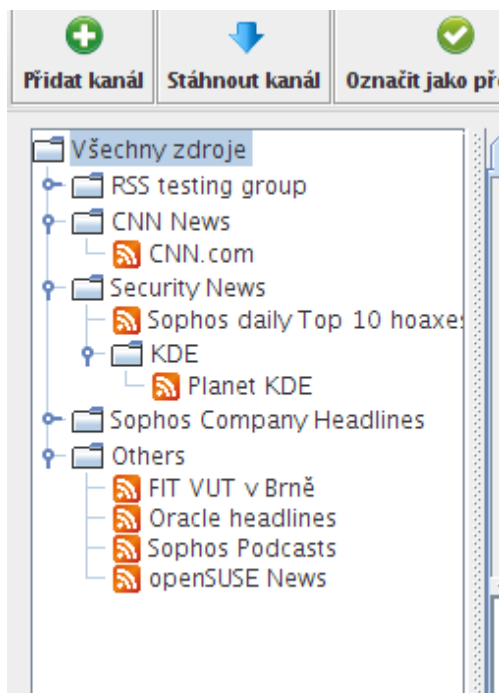 Přidat kanál Stáhnout kanál Označit jako
Všechny zdroje
RSS testing group
CNN News
CNN.com
Security News
Sophos daily Top 10 hoaxes
KDE
Planet KDE
Sophos Company Headlines
Others
FIT VUT v Brně
Oracle headlines
Sophos Podcasts
openSUSE News